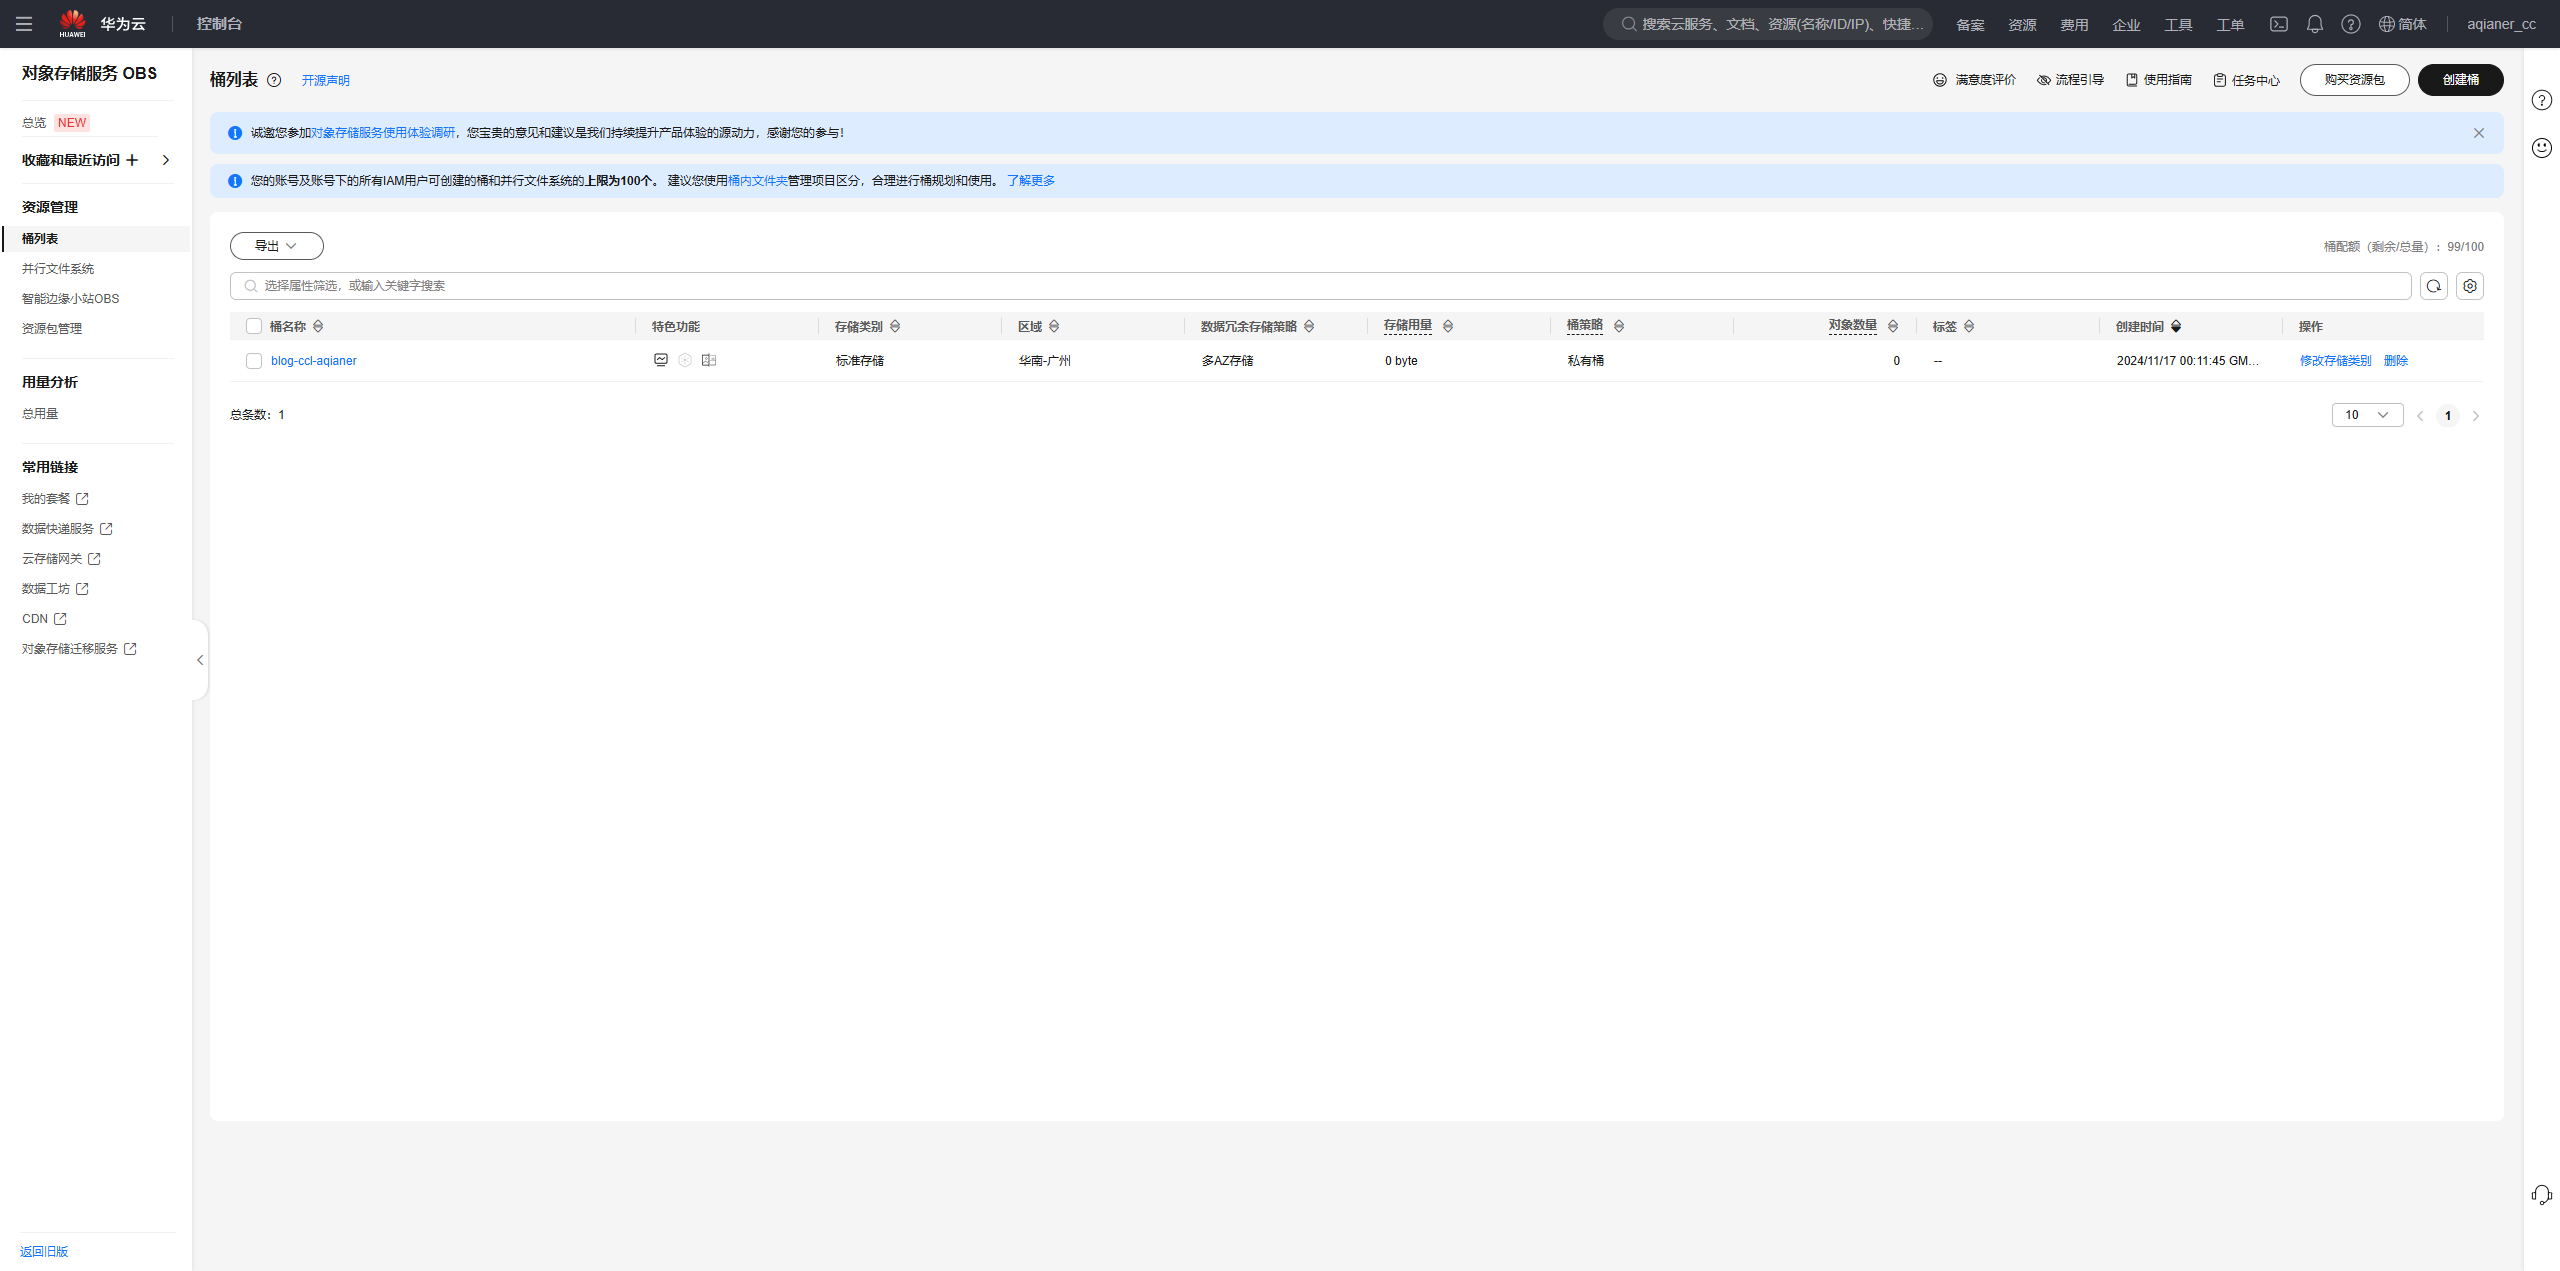 HUAWEI 华为云 控制台 搜索云服务、文档、资源(名称/ID/IP)、快捷... 备案 资源 费用 企业 工具 工单 简体 aqianer_cc
对象存储服务 OBS
总览 NEW
收藏和最近访问
资源管理
桶列表
并行文件系统
智能边缘小站OBS
资源包管理
用量分析
总用量
常用链接
我的套餐
数据快递服务
云存储网关
数据工坊
CDN
对象存储迁移服务
返回旧版
桶列表 开源声明 满意度评价 流程引导 使用指南 任务中心 购买资源包 创建桶
诚邀您参加对象存储服务使用体验调研，您宝贵的意见和建议是我们持续提升产品体验的源动力，感谢您的参与！
您的账号及账号下的所有IAM用户可创建的桶和并行文件系统的上限为100个。 建议您使用桶内文件夹管理项目区分，合理进行桶规划和使用。 了解更多
导出 桶配额（剩余/总量）：99/100
选择属性筛选，或输入关键字搜索
桶名称 特色功能 存储类别 区域 数据冗余存储策略 存储用量 桶策略 对象数量 标签 创建时间 操作
blog-ccl-aqianer 标准存储 华南-广州 多AZ存储 0 byte 私有桶 0 -- 2024/11/17 00:11:45 GM... 修改存储类别 删除
总条数：1 10 1